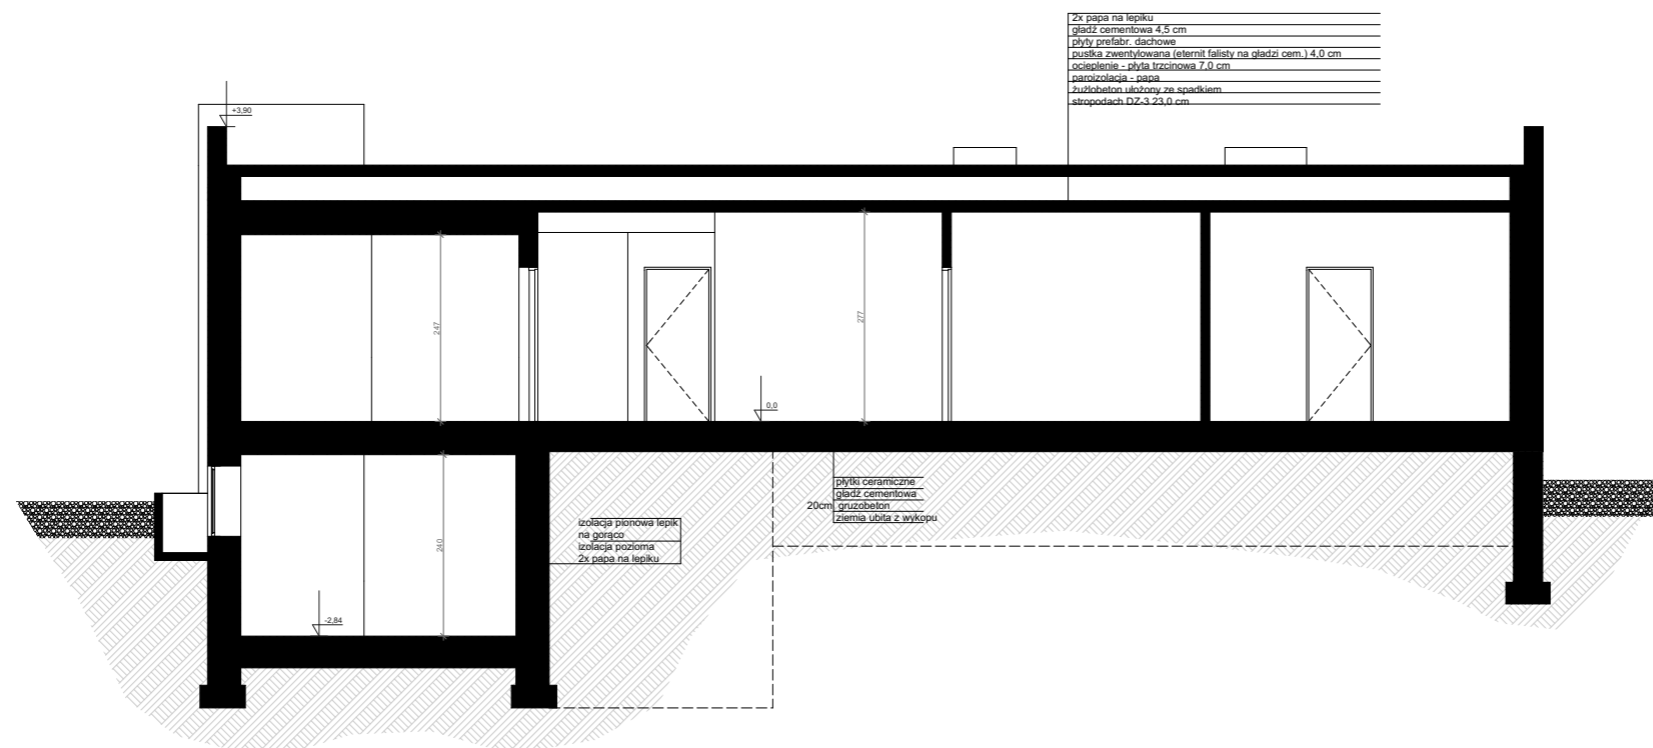 2x papa na lepiku
gładź cementowa 4,5 cm
płyty prefabr. dachowe
pustka zwentylowana (eternit falisty na gładzi cem.) 4,0 cm
ocieplenie - płyta trzcinowa 7,0 cm
paroizolacja - papa
żużlobeton ułożony ze spadkiem
stropodach DZ-3 23,0 cm
+3,90
247
277
0,0
płytki ceramiczne
gładź cementowa
20cm gruzobeton
ziemia ubita z wykopu
izolacja pionowa lepik
na gorąco
izolacja pozioma
2x papa na lepiku
240
-2,84